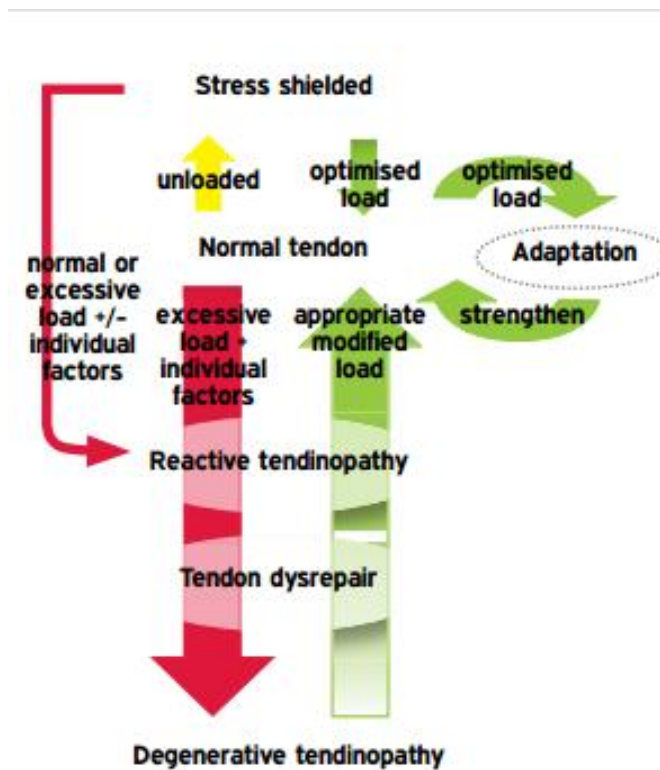 Stress shielded
unloaded
optimised
load
optimised
load
Normal tendon
Adaptation
normal or
excessive
load +/-
individual
factors
excessive
load +
individual
factors
appropriate
modified
load
strengthen
Reactive tendinopathy
Tendon dysrepair
Degenerative tendinopathy